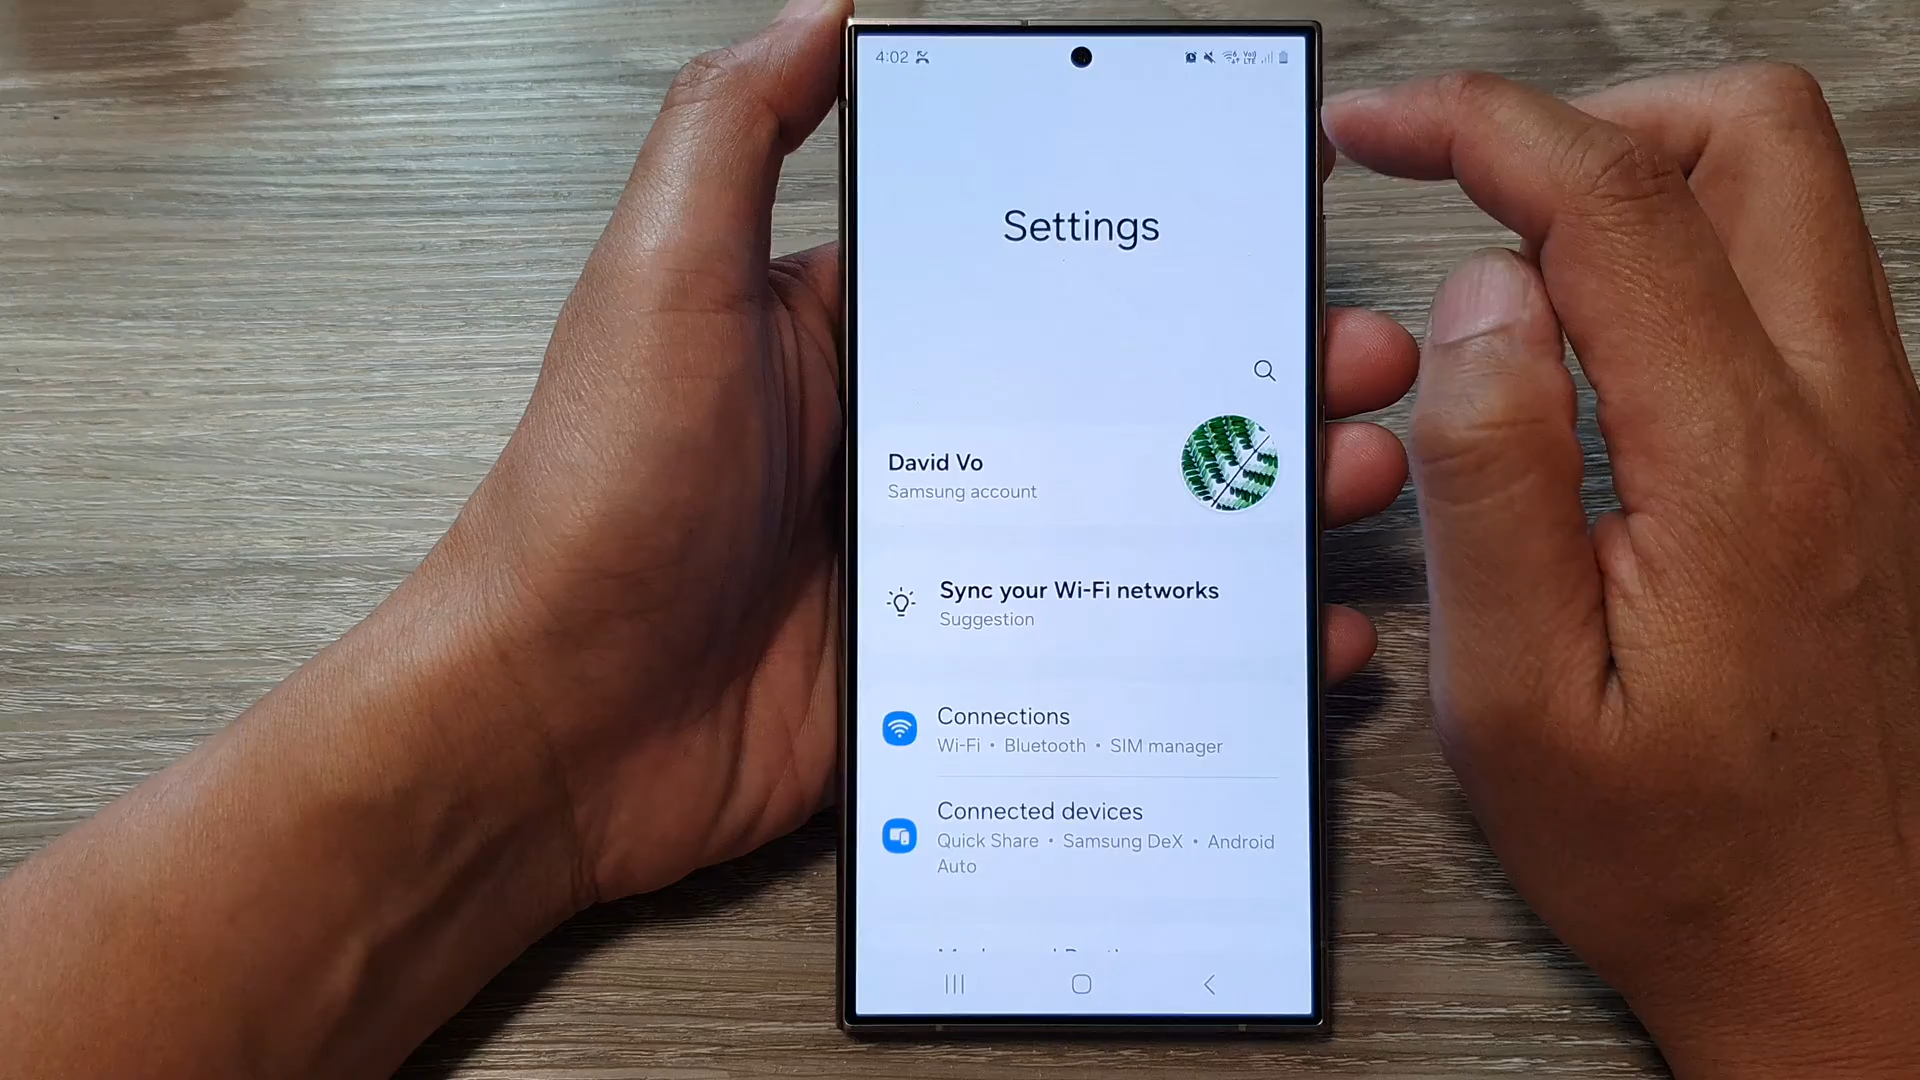 4:02
Settings
David Vo
Samsung account
Sync your Wi-Fi networks
Suggestion
Connections
Wi-Fi • Bluetooth • SIM manager
Connected devices
Quick Share • Samsung DeX • Android
Auto